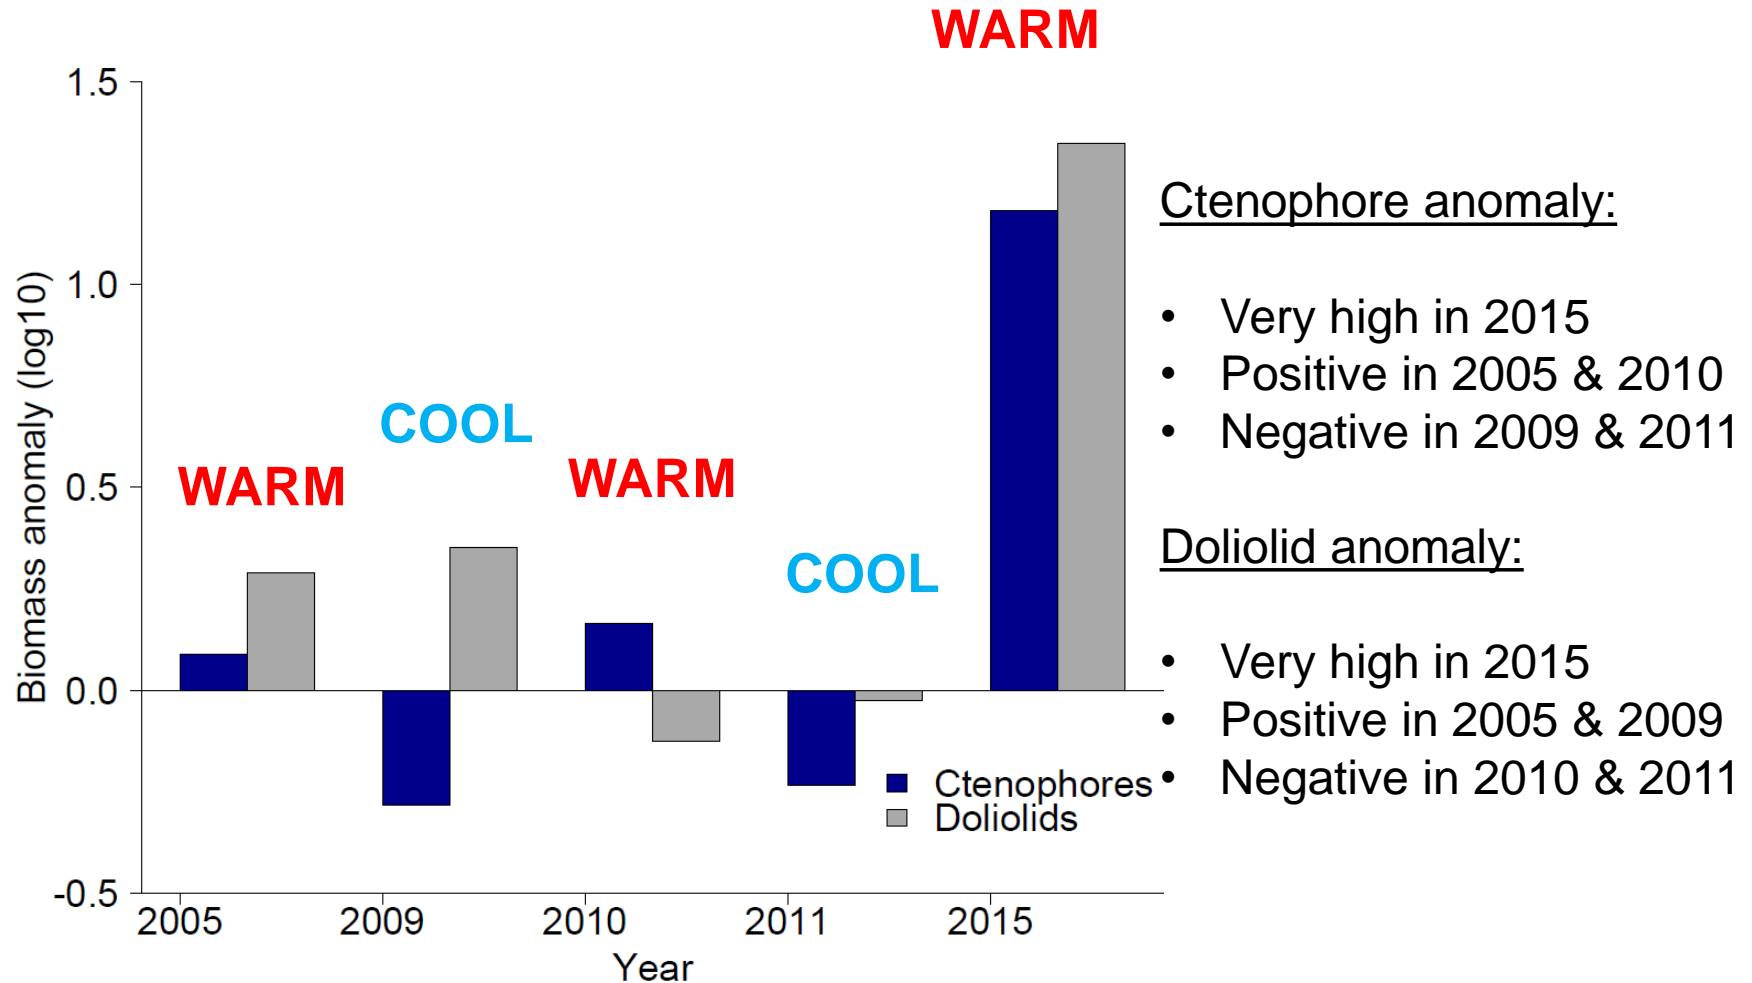 WARM
1.5
1.0
0.5
0.0
-0.5
Biomass anomaly (log10)
WARM
COOL
WARM
COOL
Ctenophores
Doliolids
2005 2009 2010 2011 2015
Year
Ctenophore anomaly:
• Very high in 2015
• Positive in 2005 & 2010
• Negative in 2009 & 2011
Doliolid anomaly:
• Very high in 2015
• Positive in 2005 & 2009
• Negative in 2010 & 2011